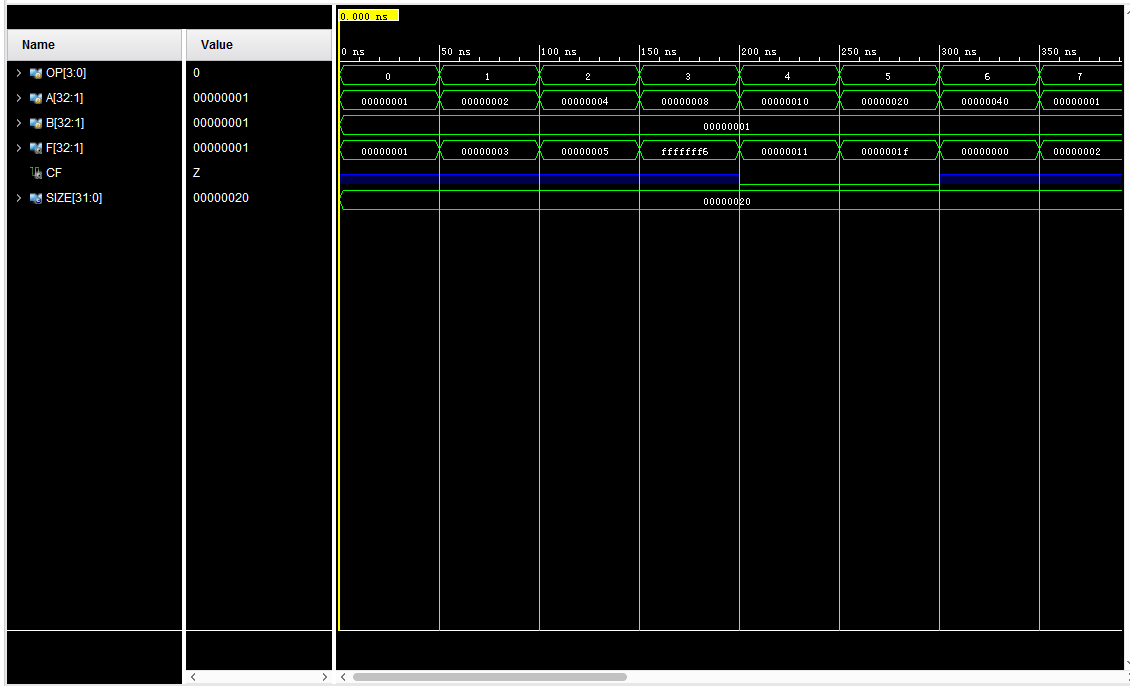 0.000 ns
Name Value
0 ns 50 ns 100 ns 150 ns 200 ns 250 ns 300 ns 350 ns
OP[3:0] 0 0 1 2 3 4 5 6 7
A[32:1] 00000001 00000001 00000002 00000004 00000008 00000010 00000020 00000040 00000001
B[32:1] 00000001 00000001
F[32:1] 00000001 00000001 00000003 00000005 fffffff6 00000011 0000001f 00000000 00000002
CF Z
SIZE[31:0] 00000020 00000020